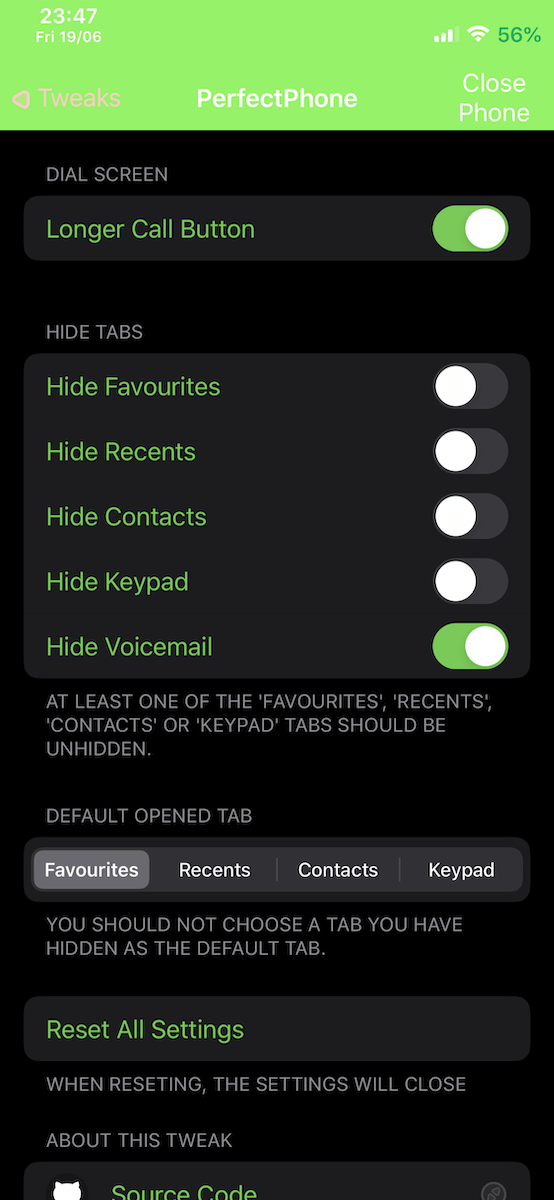 23:47
Fri 19/06
56%
Tweaks
PerfectPhone
Close
Phone
DIAL SCREEN
Longer Call Button
HIDE TABS
Hide Favourites
Hide Recents
Hide Contacts
Hide Keypad
Hide Voicemail
AT LEAST ONE OF THE 'FAVOURITES', 'RECENTS',
'CONTACTS' OR 'KEYPAD' TABS SHOULD BE
UNHIDDEN.
DEFAULT OPENED TAB
Favourites Recents Contacts Keypad
YOU SHOULD NOT CHOOSE A TAB YOU HAVE
HIDDEN AS THE DEFAULT TAB.
Reset All Settings
WHEN RESETING, THE SETTINGS WILL CLOSE
ABOUT THIS TWEAK
Source Code